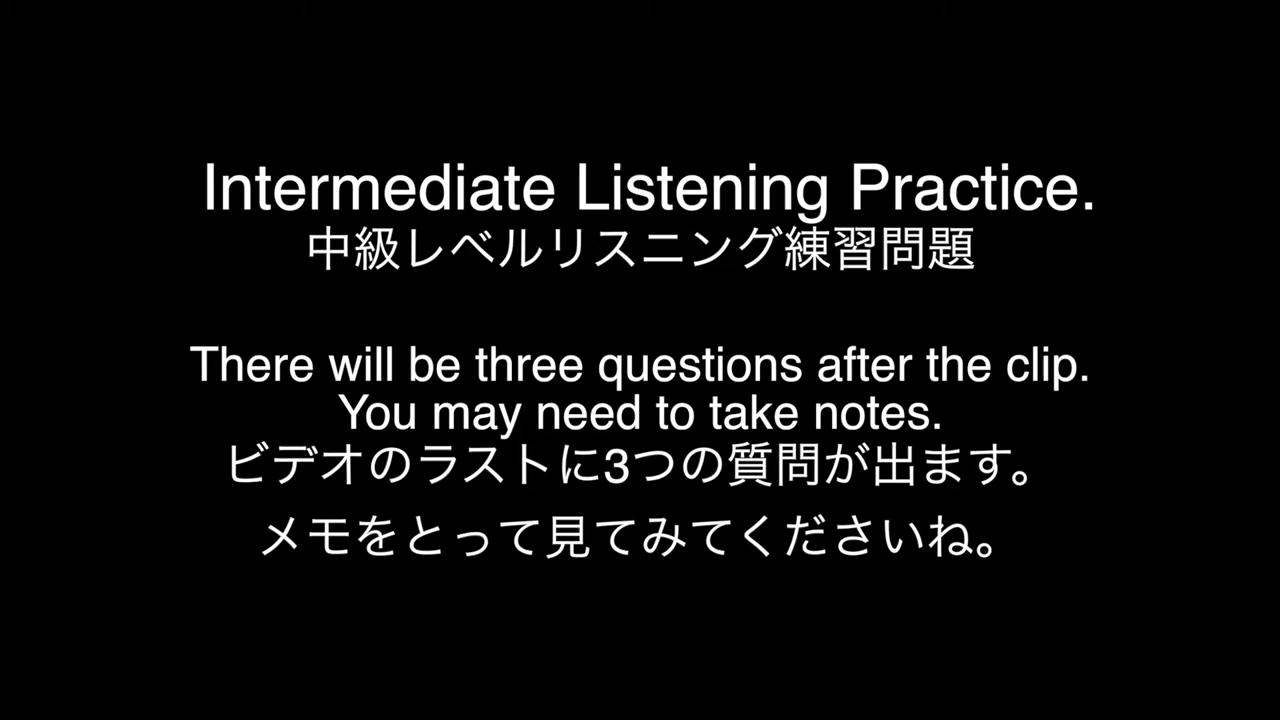 Intermediate Listening Practice.
中級レベルリスニング練習問題
There will be three questions after the clip.
You may need to take notes.
ビデオのラストに3つの質問が出ます。
メモをとって見てみてくださいね。